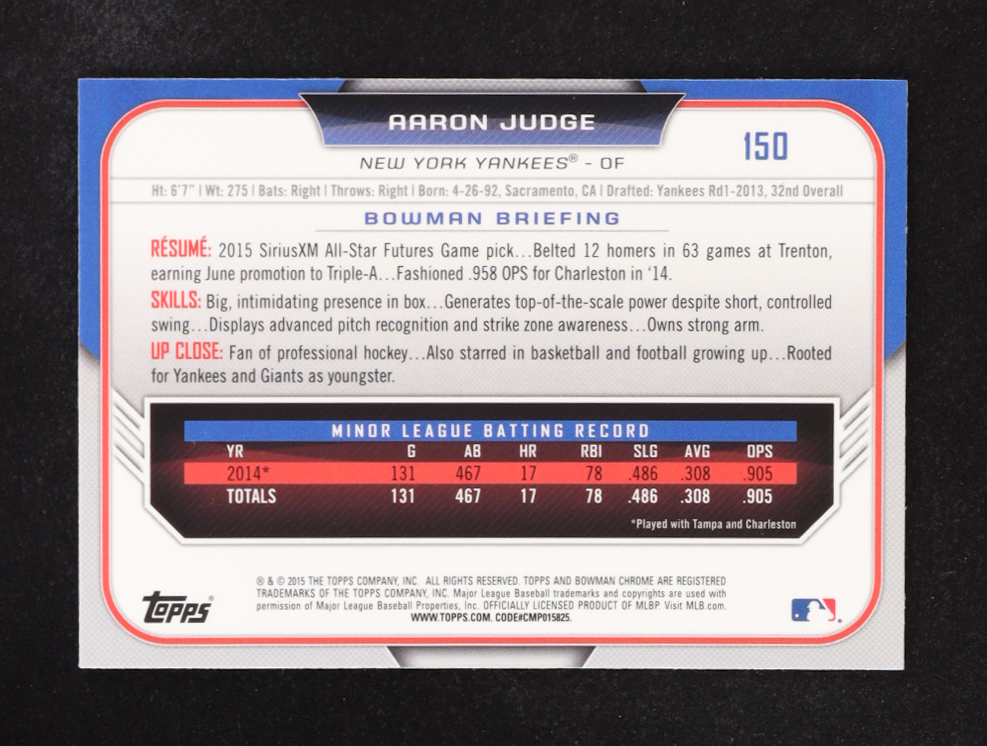 AARON JUDGE
150
NEW YORK YANKEES® - OF
Ht: 6'7" | Wt: 275 | Bats: Right | Throws: Right | Born: 4-26-92, Sacramento, CA | Drafted: Yankees Rd1-2013, 32nd Overall
BOWMAN BRIEFING
RÉSUMÉ: 2015 SiriusXM All-Star Futures Game pick...Belted 12 homers in 63 games at Trenton,
earning June promotion to Triple-A...Fashioned .958 OPS for Charleston in '14.
SKILLS: Big, intimidating presence in box...Generates top-of-the-scale power despite short, controlled
swing...Displays advanced pitch recognition and strike zone awareness...Owns strong arm.
UP CLOSE: Fan of professional hockey...Also starred in basketball and football growing up...Rooted
for Yankees and Giants as youngster.
MINOR LEAGUE BATTING RECORD
YR G AB HR RBI SLG AVG OPS
2014* 131 467 17 78 .486 .308 .905
TOTALS 131 467 17 78 .486 .308 .905
*Played with Tampa and Charleston
® & © 2015 THE TOPPS COMPANY, INC. ALL RIGHTS RESERVED. TOPPS AND BOWMAN CHROME ARE REGISTERED
TRADEMARKS OF THE TOPPS COMPANY, INC. Major League Baseball trademarks and copyrights are used with
permission of Major League Baseball Properties, Inc. OFFICIALLY LICENSED PRODUCT OF MLBP. Visit MLB.com.
WWW.TOPPS.COM. CODE#CMP015825.
TOPPS®